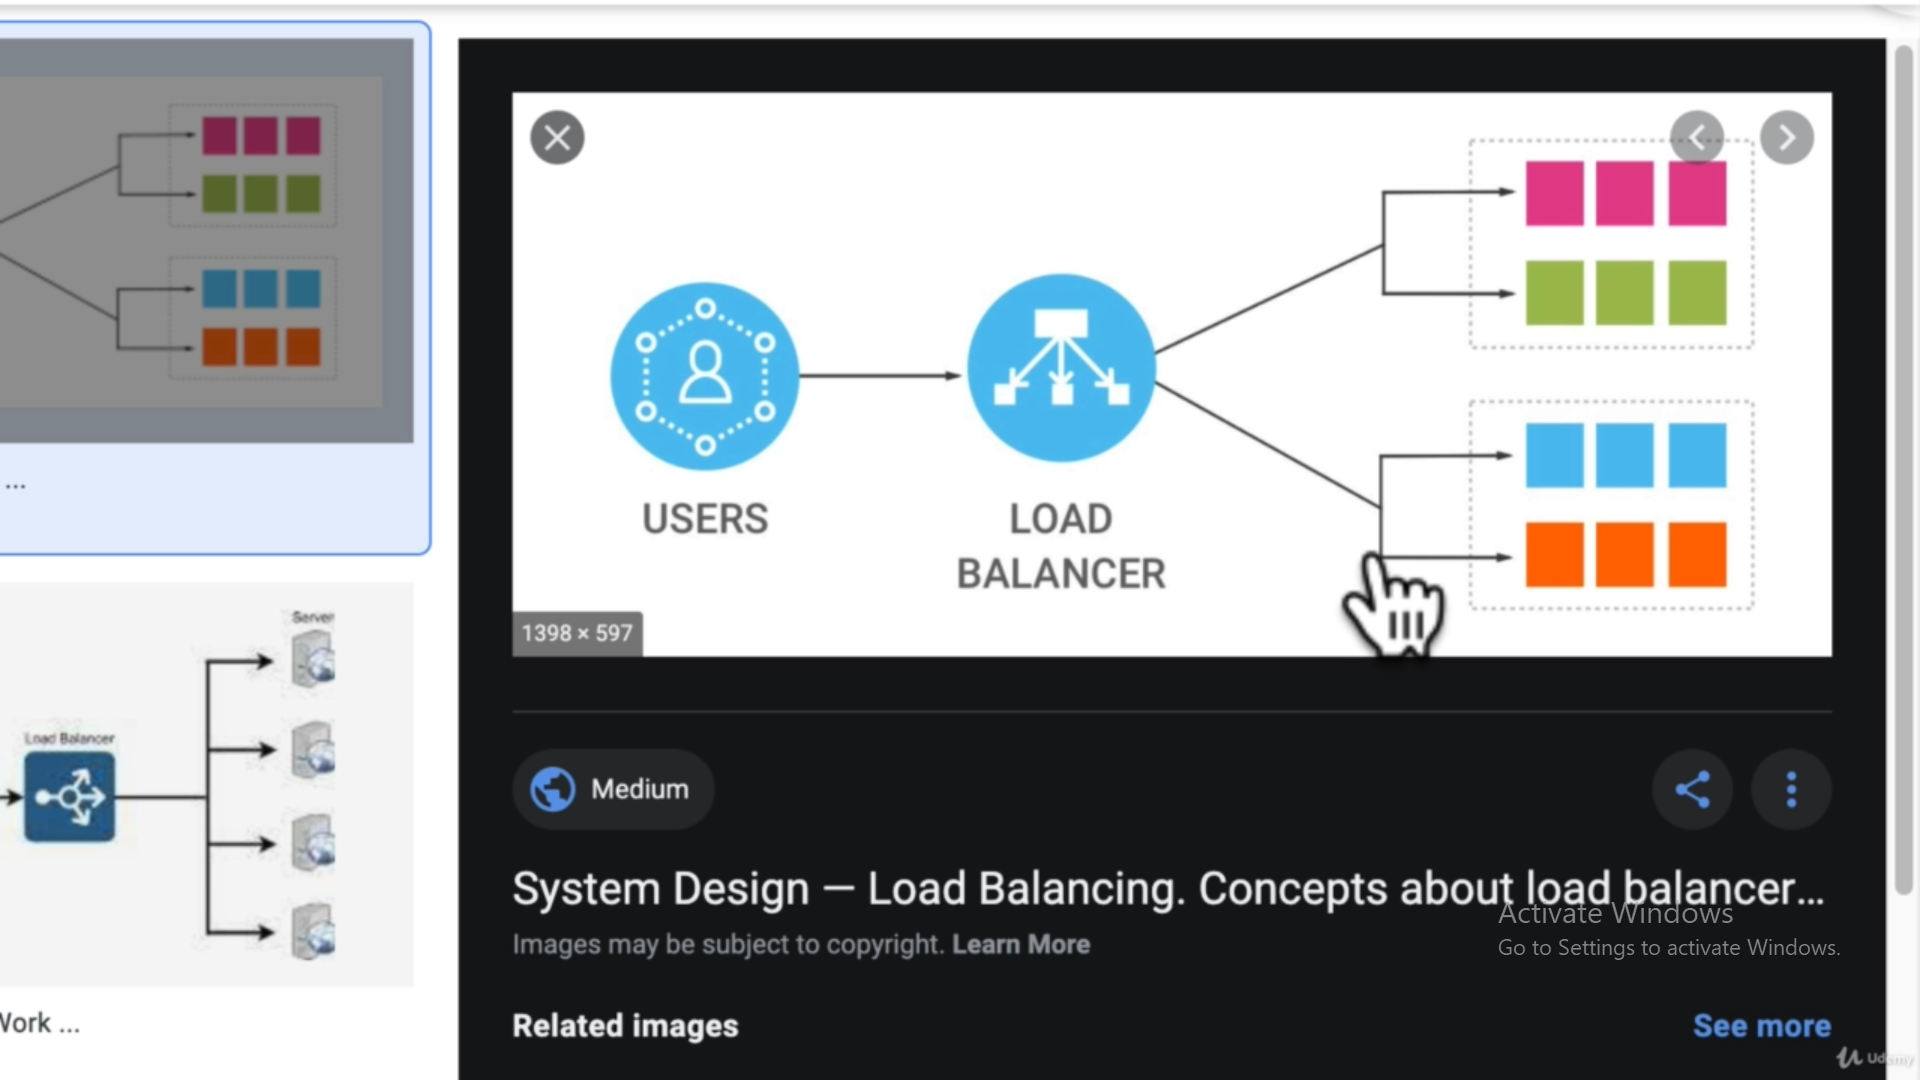 ...
Server
Load Balancer
Work ...
USERS
LOAD
BALANCER
1398 × 597
Medium
System Design — Load Balancing. Concepts about load balancer...
Images may be subject to copyright. Learn More
Activate Windows
Go to Settings to activate Windows.
Related images
See more
Udemy